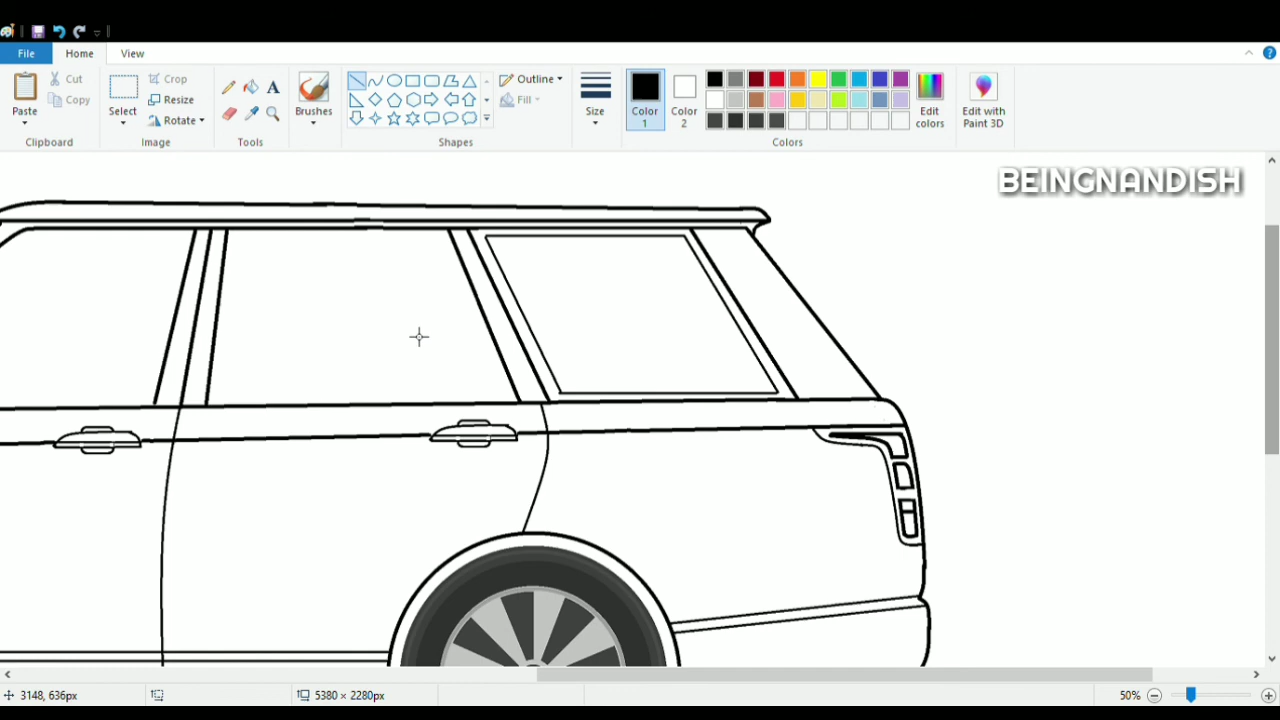 File Home View
Paste
Cut
Copy
Clipboard
Select
Crop
Resize
Rotate
Image
Tools
Brushes
Shapes
Outline
Fill
Size
Color 1
Color 2
Edit colors
Colors
Edit with Paint 3D
BEINGNANDISH
3148, 636px
5380 × 2280px
50%